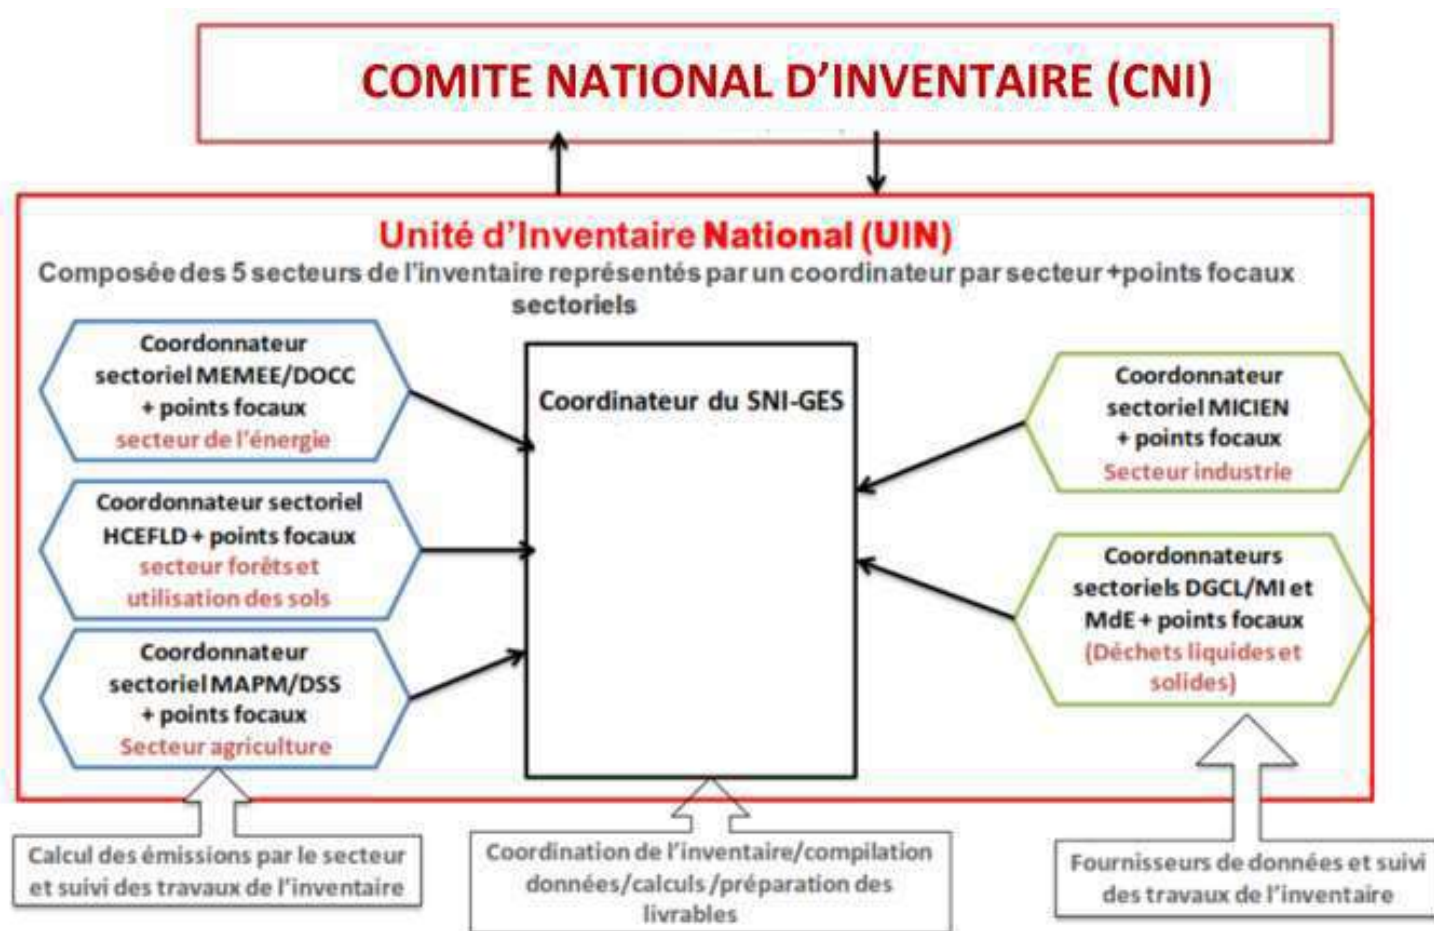 COMITE NATIONAL D'INVENTAIRE (CNI)
Unité d'Inventaire National (UIN)
Composée des 5 secteurs de l'inventaire représentés par un coordinateur par secteur +points focaux
sectoriels
Coordonnateur
sectoriel MEMEE/DOCC
+ points focaux
secteur de l'énergie
Coordonnateur sectoriel
HCEFLD + points focaux
secteur forêts et
utilisation des sols
Coordonnateur
sectoriel MAPM/DSS
+ points focaux
Secteur agriculture
Coordinateur du SNI-GES
Coordonnateur
sectoriel MICIEN
+ points focaux
Secteur industrie
Coordonnateurs
sectoriels DGCL/MI et
MdE + points focaux
(Déchets liquides et
solides)
Calcul des émissions par le secteur
et suivi des travaux de l'inventaire
Coordination de l'inventaire/compilation
données/calculs/préparation des
livrables
Fournisseurs de données et suivi
des travaux de l'inventaire